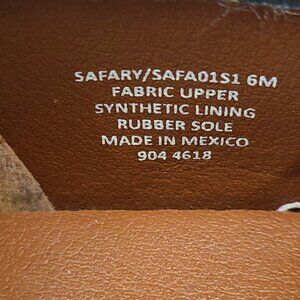 SAFARY/SAFA01S1 6M
FABRIC UPPER
SYNTHETIC LINING
RUBBER SOLE
MADE IN MEXICO
904 4618